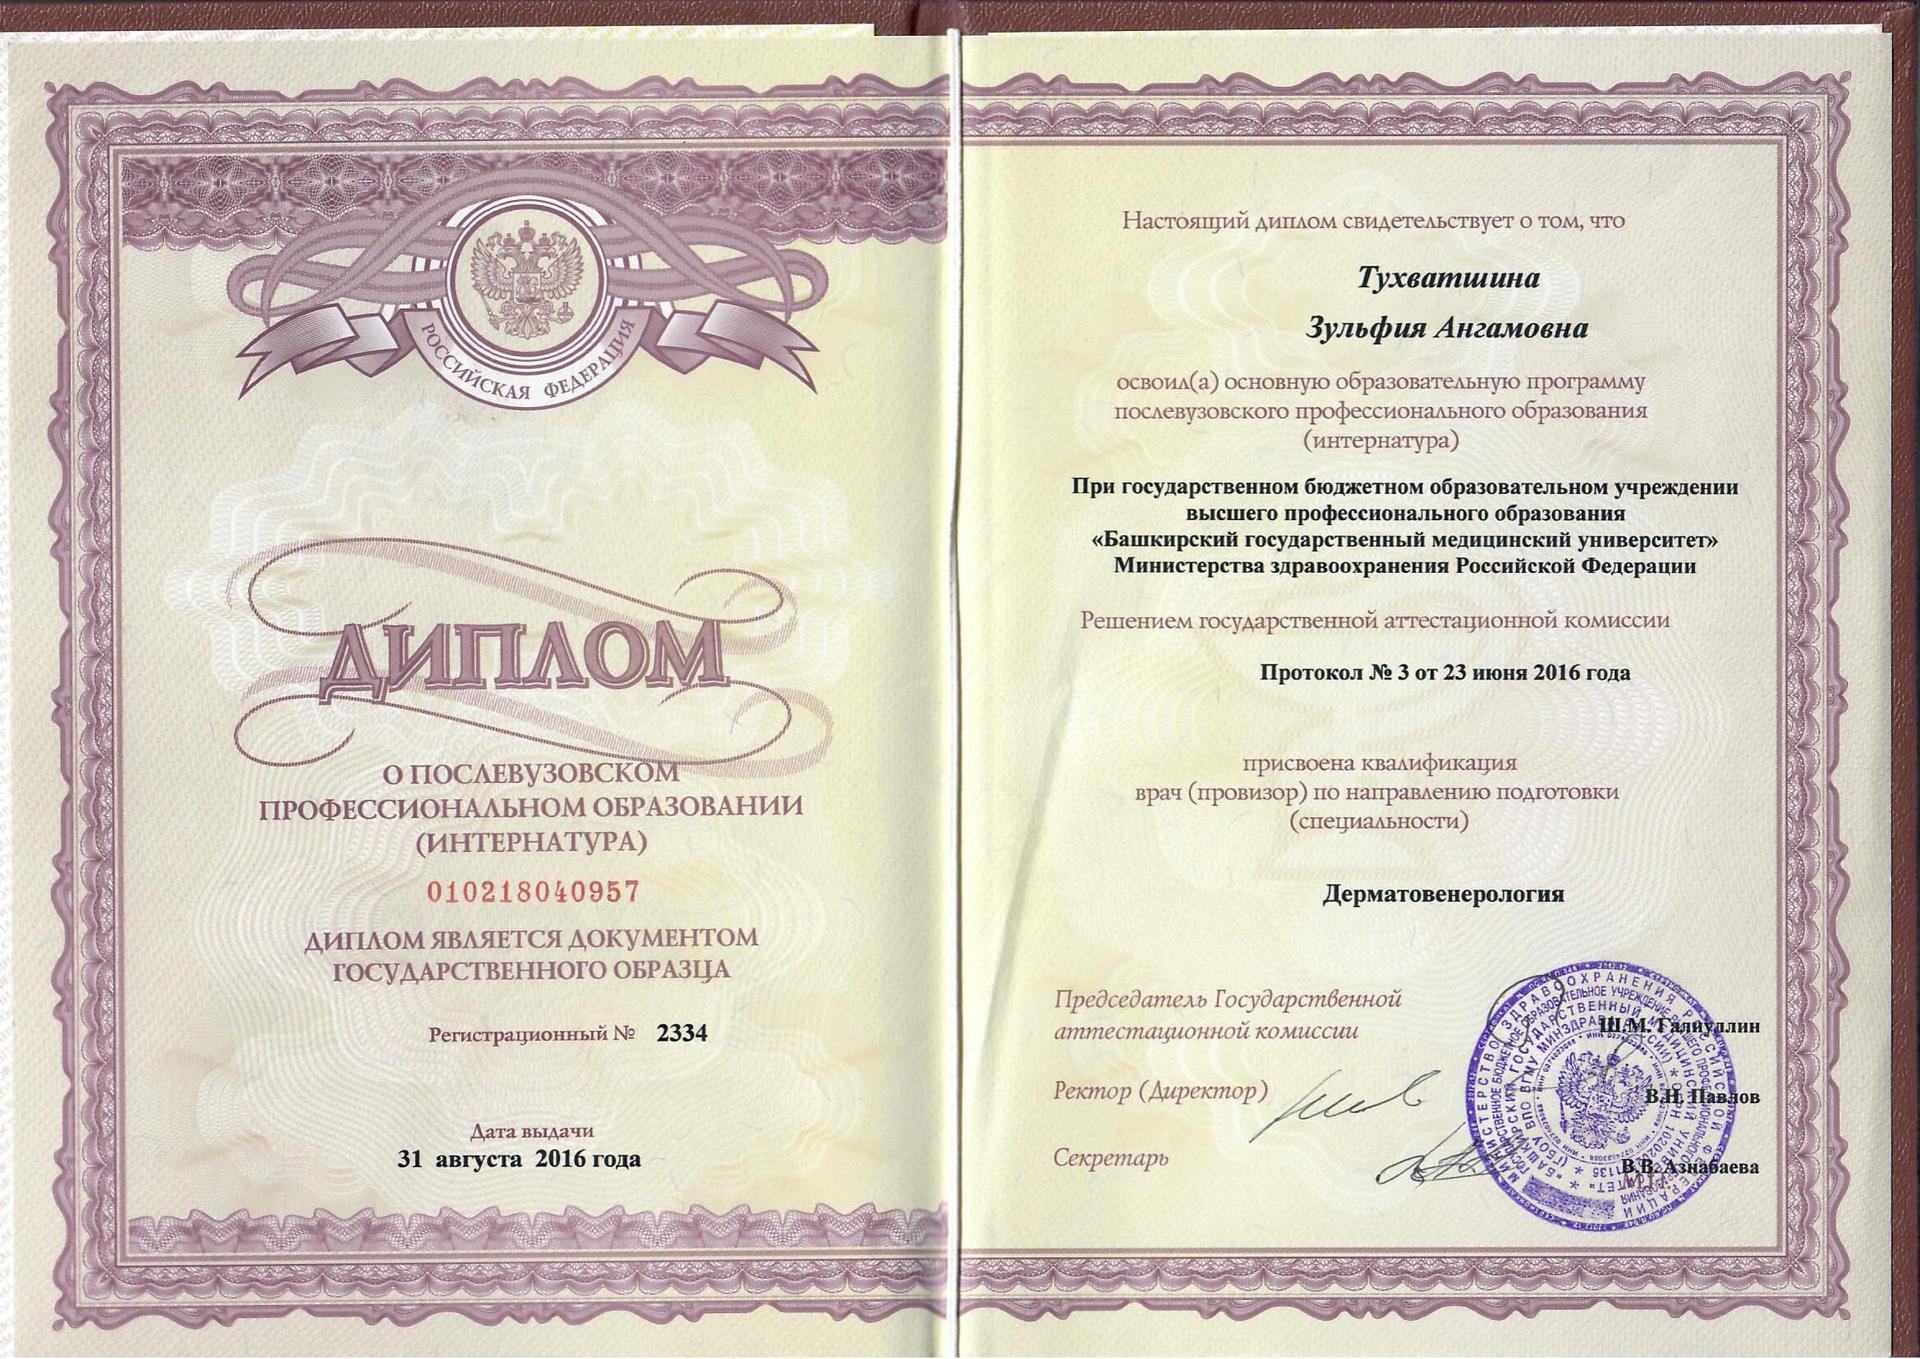 РОССИЙСКАЯ ФЕДЕРАЦИЯ
ДИПЛОМ
О ПОСЛЕВУЗОВСКОМ
ПРОФЕССИОНАЛЬНОМ ОБРАЗОВАНИИ
(ИНТЕРНАТУРА)
010218040957
ДИПЛОМ ЯВЛЯЕТСЯ ДОКУМЕНТОМ
ГОСУДАРСТВЕННОГО ОБРАЗЦА
Регистрационный № 2334
Дата выдачи
31 августа 2016 года
Настоящий диплом свидетельствует о том, что
Тухватшина
Зульфия Ангамовна
освоил(а) основную образовательную программу
послевузовского профессионального образования
(интернатура)
При государственном бюджетном образовательном учреждении
высшего профессионального образования
«Башкирский государственный медицинский университет»
Министерства здравоохранения Российской Федерации
Решением государственной аттестационной комиссии
Протокол № 3 от 23 июня 2016 года
присвоена квалификация
врач (провизор) по направлению подготовки
(специальности)
Дерматовенерология
Председатель Государственной
аттестационной комиссии
Ш.М. Галиуллин
Ректор (Директор)
В.Н. Павлов
Секретарь
В.В. Азнабаева
МИНИСТЕРСТВО ЗДРАВООХРАНЕНИЯ РОССИЙСКОЙ ФЕДЕРАЦИИ